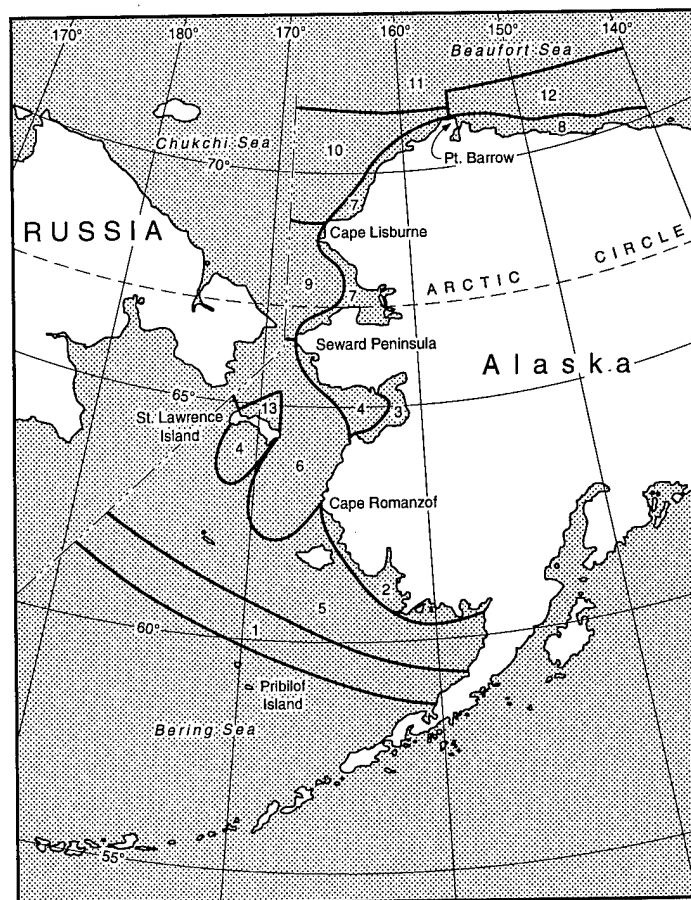 170°
180°
170°
160°
150°
140°
Beaufort Sea
11
12
8
Chukchi Sea
10
Pt. Barrow
70°
7
RUSSIA
Cape Lisburne
9
7
ARCTIC CIRCLE
Seward Peninsula
Alaska
65°
13
4
3
St. Lawrence
Island
4
6
Cape Romanzof
2
5
60°
1
Pribilof
Island
Bering Sea
55°